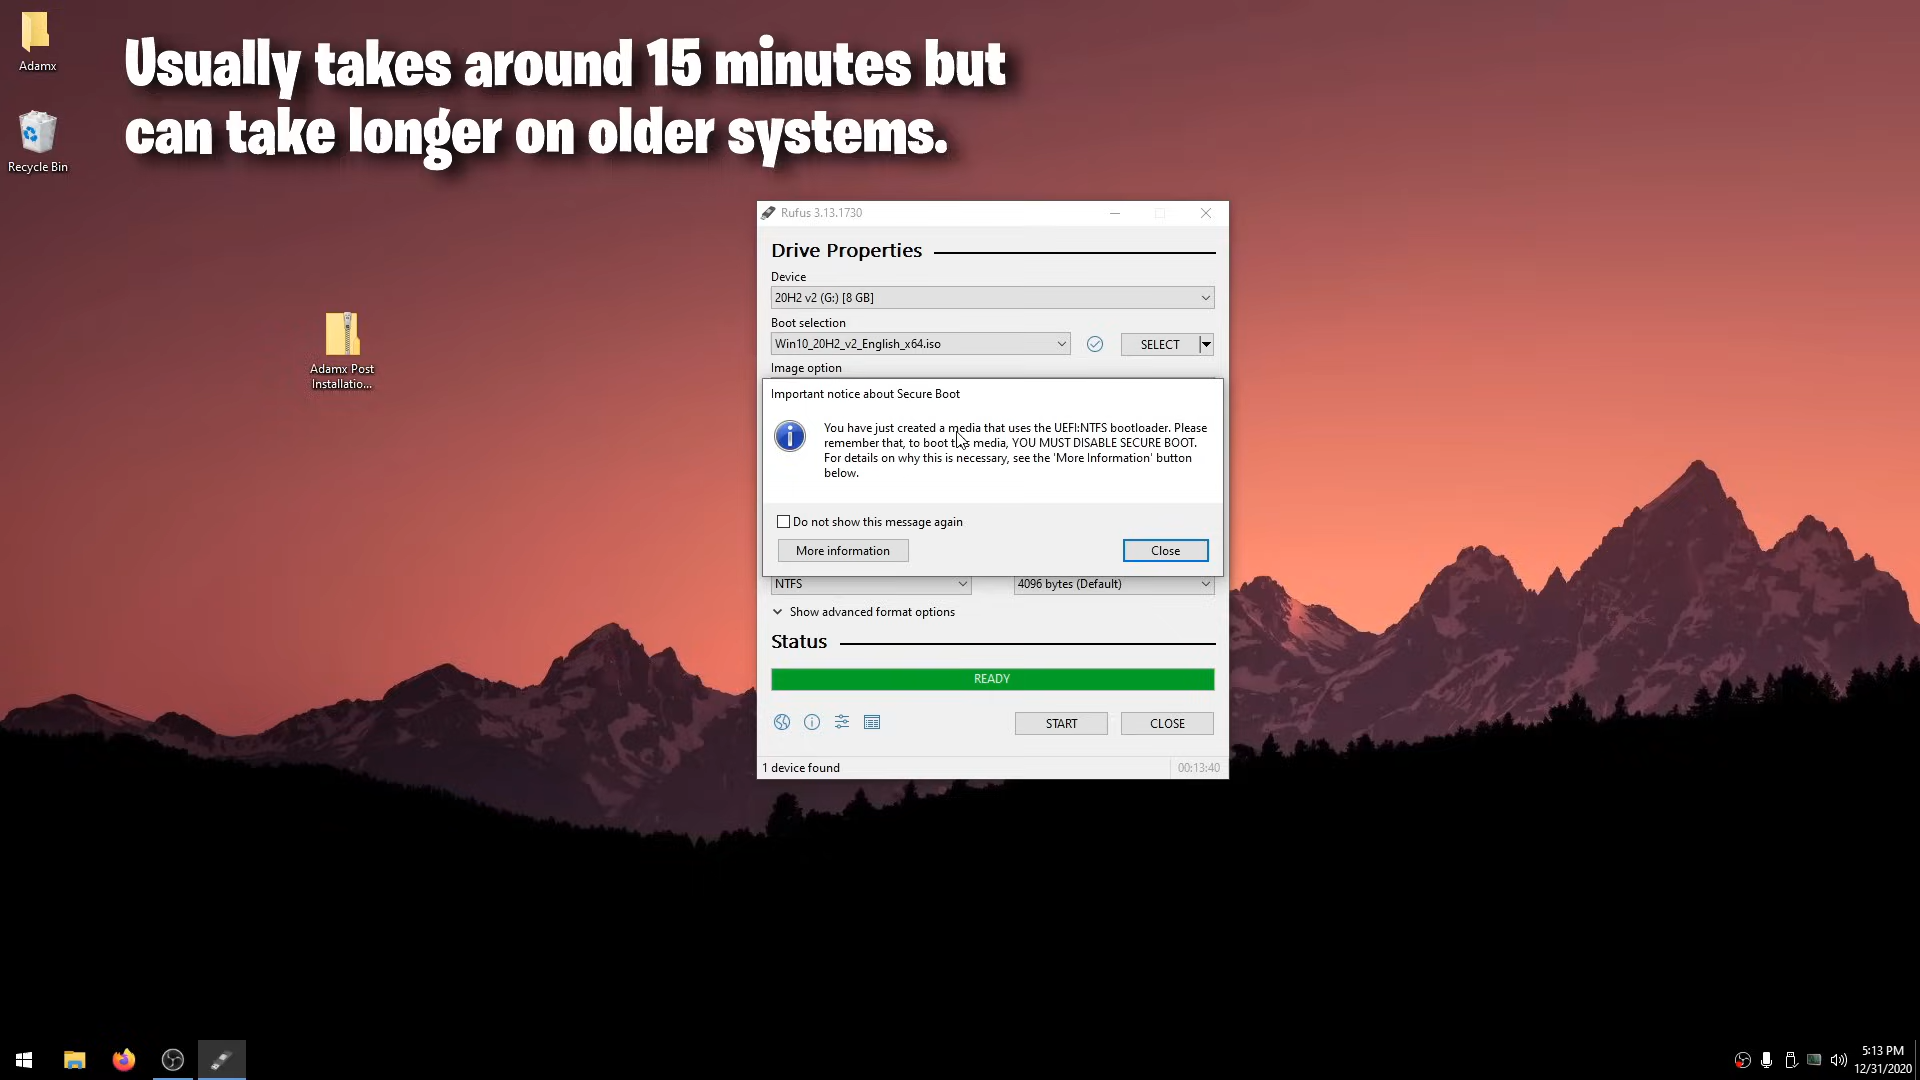 Adamx
Recycle Bin
Usually takes around 15 minutes but
can take longer on older systems.
Adamx Post
Installatio...
Rufus 3.13.1730
Drive Properties
Device
20H2 v2 (G:) [8 GB]
Boot selection
Win10_20H2_v2_English_x64.iso
SELECT
Image option
Important notice about Secure Boot
You have just created a media that uses the UEFI:NTFS bootloader. Please
remember that, to boot this media, YOU MUST DISABLE SECURE BOOT.
For details on why this is necessary, see the 'More Information' button
below.
Do not show this message again
More information
Close
NTFS
4096 bytes (Default)
Show advanced format options
Status
READY
START
CLOSE
1 device found
00:13:40
5:13 PM
12/31/2020